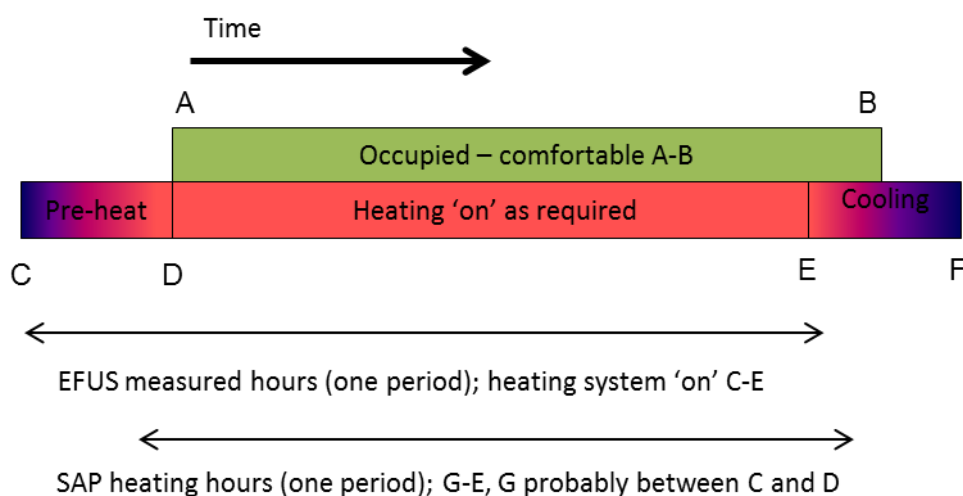 Time
A
B
Occupied – comfortable A-B
Pre-heat
Heating ‘on’ as required
Cooling
C
D
E
F
EFUS measured hours (one period); heating system ‘on’ C-E
SAP heating hours (one period); G-E, G probably between C and D